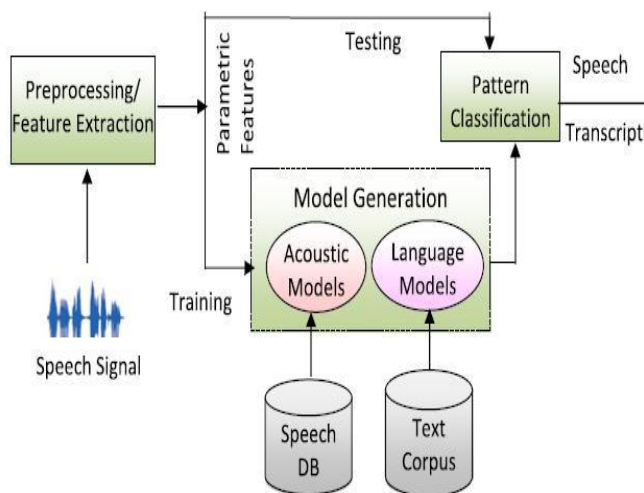 Testing
Preprocessing/
Feature Extraction
Parametric
Features
Pattern
Classification
Speech
Transcript
Model Generation
Acoustic
Models
Language
Models
Training
Speech Signal
Speech
DB
Text
Corpus